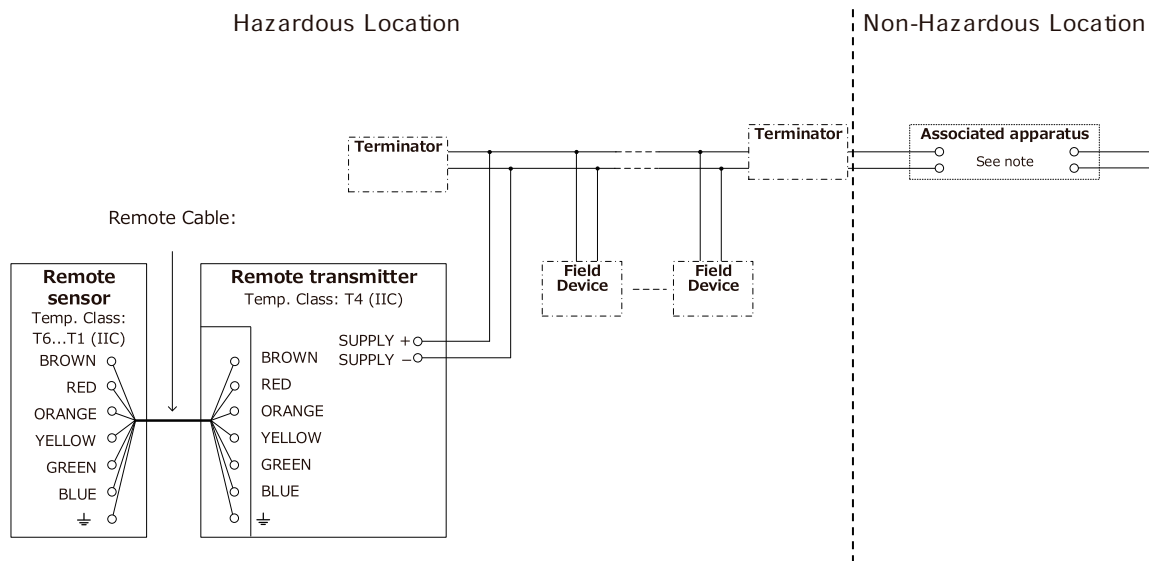 Hazardous Location
Non-Hazardous Location
Terminator
Terminator
Associated apparatus
See note
Remote Cable:
Remote
sensor
Temp. Class:
T6...T1 (IIC)
BROWN
RED
ORANGE
YELLOW
GREEN
BLUE
Remote transmitter
Temp. Class: T4 (IIC)
SUPPLY +
SUPPLY −
BROWN
RED
ORANGE
YELLOW
GREEN
BLUE
Field
Device
Field
Device